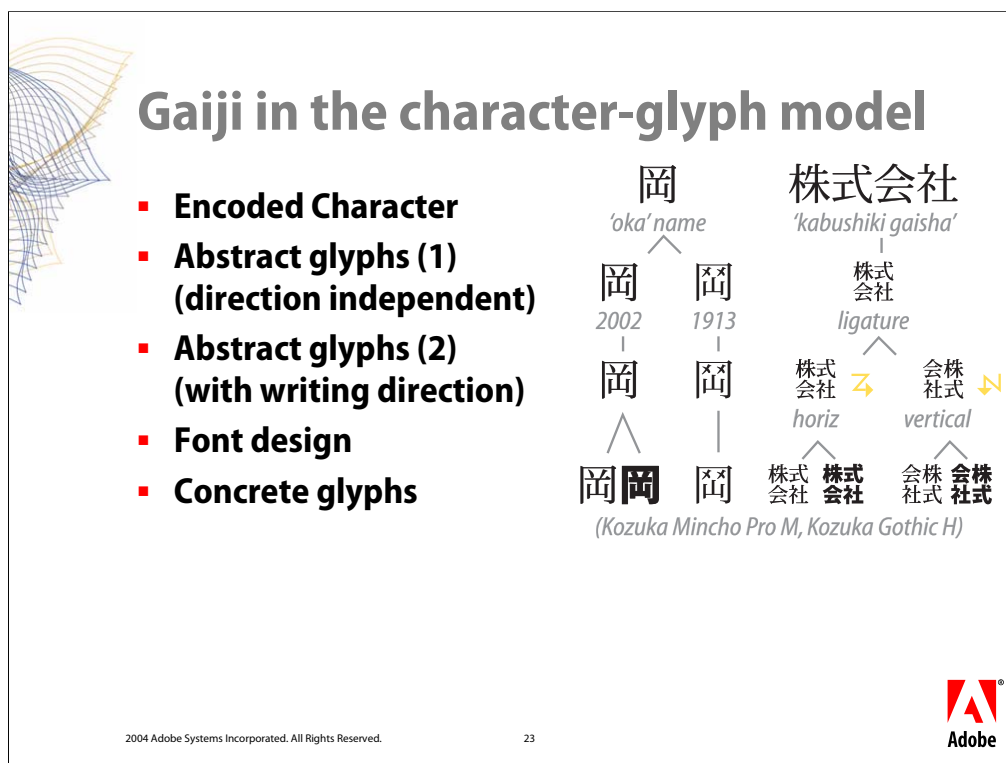 Gaiji in the character-glyph model
Encoded Character
Abstract glyphs (1)
(direction independent)
Abstract glyphs (2)
(with writing direction)
Font design
Concrete glyphs
岡
'oka' name
岡
2002
1913
岡
岡岡
株式会社
'kabushiki gaisha'
株式
会社
ligature
株式
会社
horiz
会株
社式
vertical
株式 株式
会社 会社
会株 会株
社式 社式
(Kozuka Mincho Pro M, Kozuka Gothic H)
2004 Adobe Systems Incorporated. All Rights Reserved.
23
Adobe